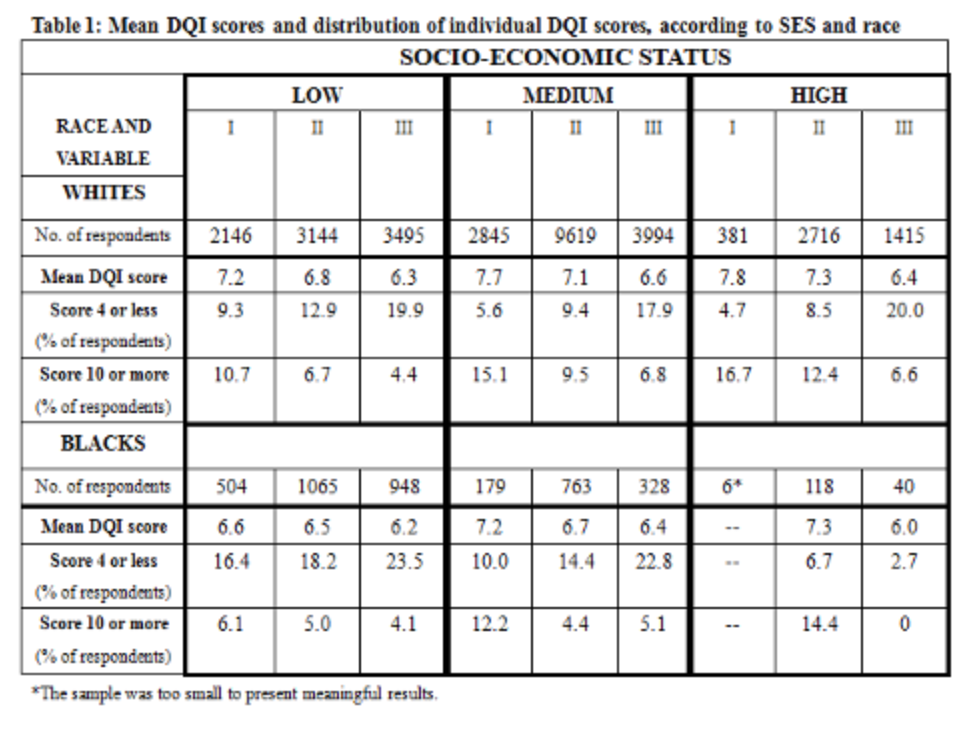 Table 1: Mean DQI scores and distribution of individual DQI scores, according to SES and race
SOCIO-ECONOMIC STATUS
LOW MEDIUM HIGH
RACE AND VARIABLE I II III I II III I II III
WHITES
No. of respondents 2146 3144 3495 2845 9619 3994 381 2716 1415
Mean DQI score 7.2 6.8 6.3 7.7 7.1 6.6 7.8 7.3 6.4
Score 4 or less 9.3 12.9 19.9 5.6 9.4 17.9 4.7 8.5 20.0
(% of respondents)
Score 10 or more 10.7 6.7 4.4 15.1 9.5 6.8 16.7 12.4 6.6
(% of respondents)
BLACKS
No. of respondents 504 1065 948 179 763 328 6* 118 40
Mean DQI score 6.6 6.5 6.2 7.2 6.7 6.4 -- 7.3 6.0
Score 4 or less 16.4 18.2 23.5 10.0 14.4 22.8 -- 6.7 2.7
(% of respondents)
Score 10 or more 6.1 5.0 4.1 12.2 4.4 5.1 -- 14.4 0
(% of respondents)
*The sample was too small to present meaningful results.